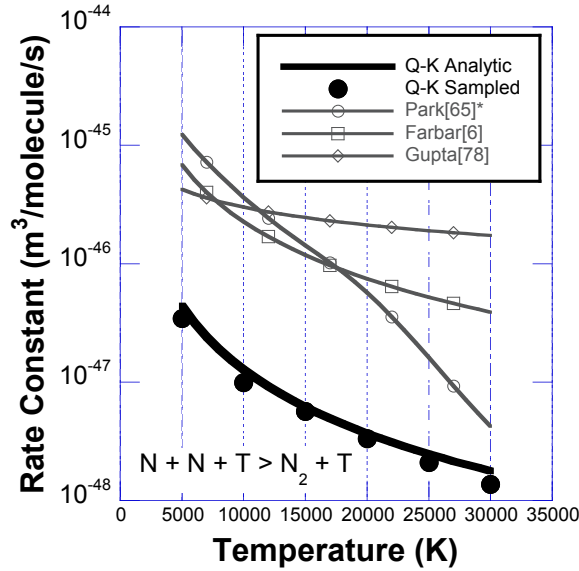 10⁻⁴⁴
Q-K Analytic
Q-K Sampled
Park[65]*
Farbar[6]
Gupta[78]
10⁻⁴⁵
10⁻⁴⁶
10⁻⁴⁷
10⁻⁴⁸
Rate Constant (m³/molecule/s)
N + N + T > N₂ + T
0 5000 10000 15000 20000 25000 30000 35000
Temperature (K)